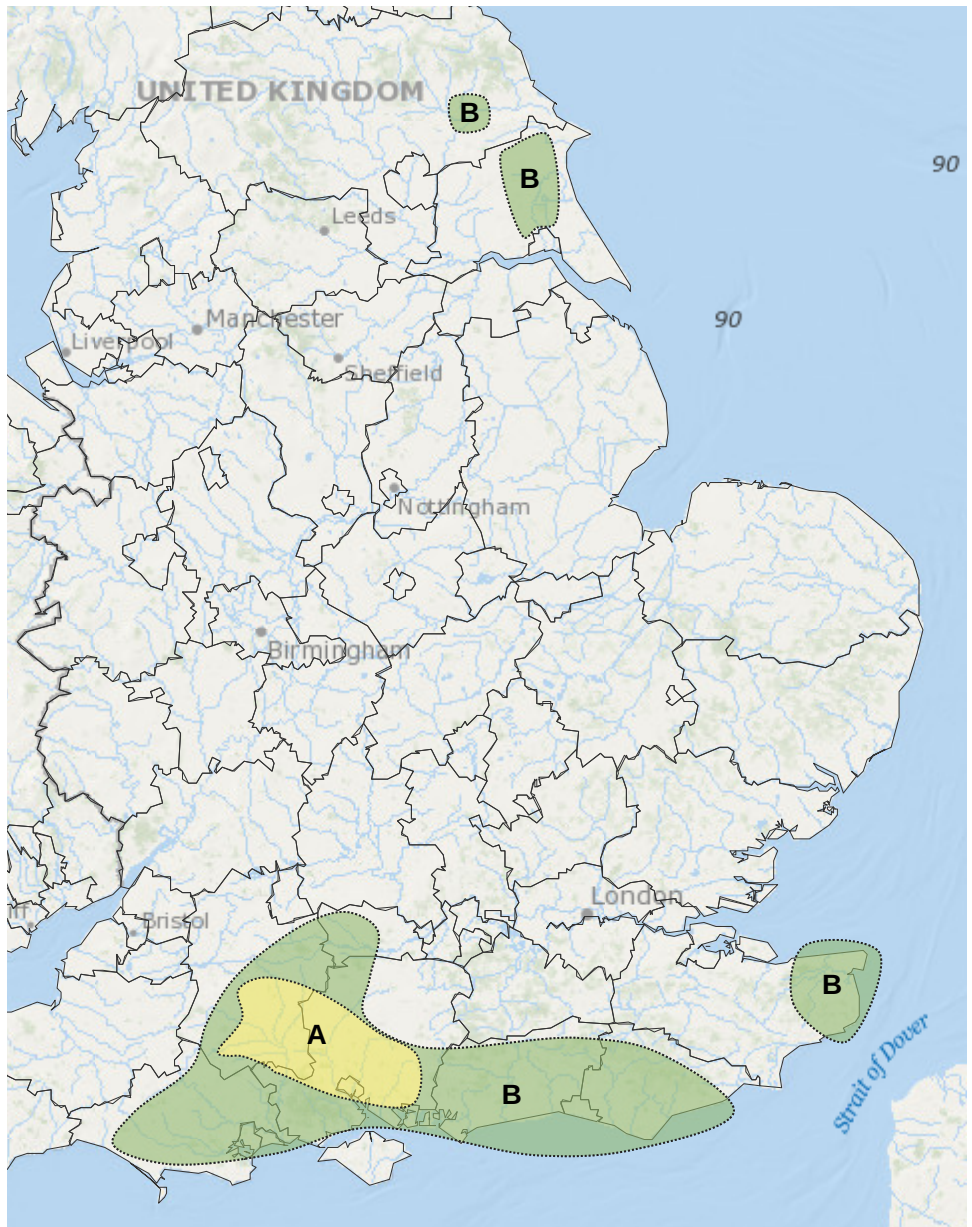 UNITED KINGDOM
B
90
B
Leeds
90
Manchester
Liverpool
Sheffield
Nottingham
Birmingham
London
Bristol
B
A
B
Strait of Dover